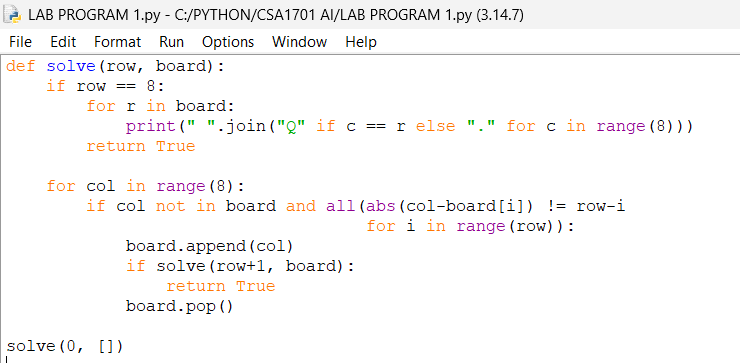 LAB PROGRAM 1.py - C:/PYTHON/CSA1701 AI/LAB PROGRAM 1.py (3.14.7)
File Edit Format Run Options Window Help
def solve(row, board):
    if row == 8:
        for r in board:
            print(" ".join("Q" if c == r else "." for c in range(8)))
        return True

    for col in range(8):
        if col not in board and all(abs(col-board[i]) != row-i
                                    for i in range(row)):
            board.append(col)
            if solve(row+1, board):
                return True
            board.pop()

solve(0, [])